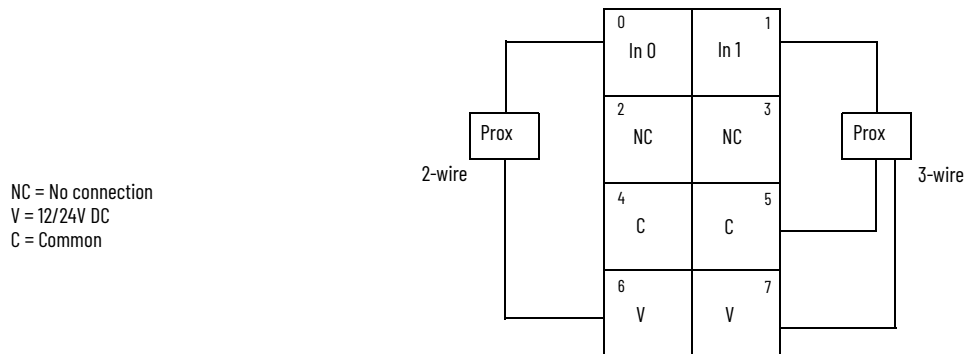 0
In 0
1
In 1
2
NC
3
NC
4
C
5
C
6
V
7
V
Prox
2-wire
Prox
3-wire
NC = No connection
V = 12/24V DC
C = Common